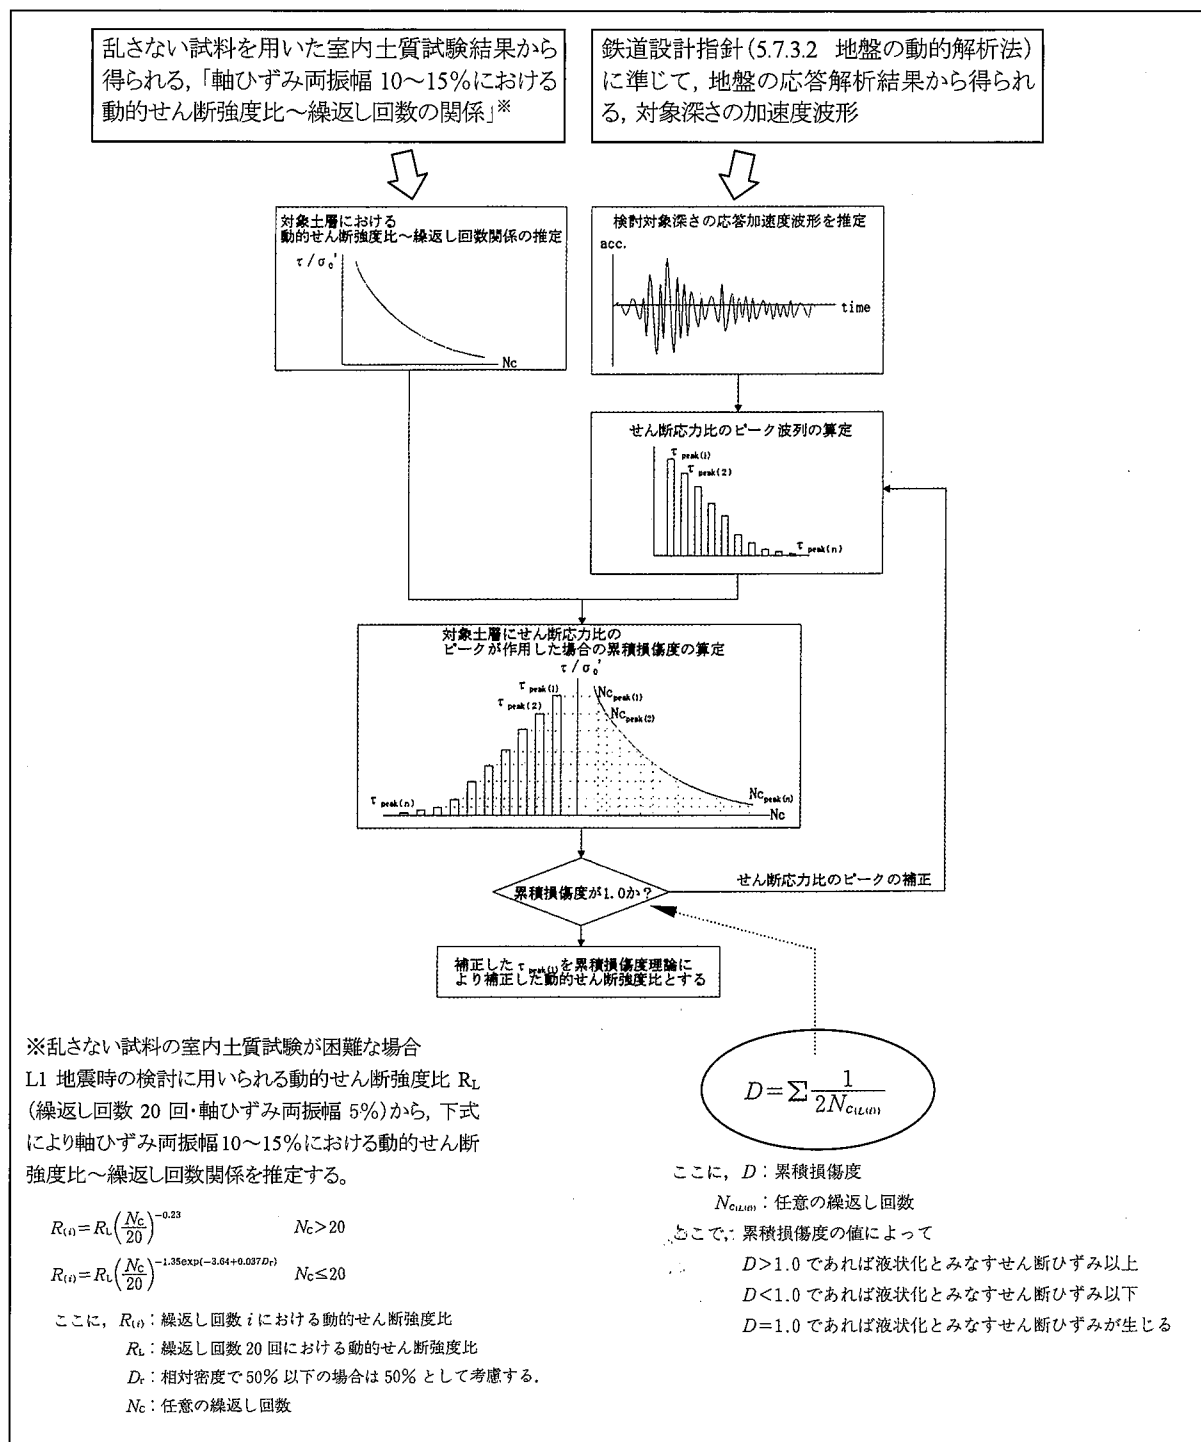 乱さない試料を用いた室内土質試験結果から
得られる,「軸ひずみ両振幅 10～15％における
動的せん断強度比～繰返し回数の関係」※
鉄道設計指針(5.7.3.2 地盤の動的解析法)
に準じて, 地盤の応答解析結果から得られ
る, 対象深さの加速度波形
対象土層における
動的せん断強度比～繰返し回数関係の推定
τ/σ₀'
Nc
検討対象深さの応答加速度波形を推定
acc.
time
せん断応力比のピーク波列の算定
τ peak(1)
τ peak(2)
τ peak(n)
対象土層にせん断応力比の
ピークが作用した場合の累積損傷度の算定
τ/σ₀'
τ peak(1)
τ peak(2)
τ peak(n)
Nc peak(1)
Nc peak(2)
Nc peak(n)
Nc
累積損傷度が1.0か?
せん断応力比のピークの補正
補正した τ peak(1) を累積損傷度理論に
より補正した動的せん断強度比とする
※乱さない試料の室内土質試験が困難な場合
L1 地震時の検討に用いられる動的せん断強度比 RL
(繰返し回数 20 回・軸ひずみ両振幅 5%)から, 下式
により軸ひずみ両振幅10～15%における動的せん断
強度比～繰返し回数関係を推定する。
R(i)=RL(Nc/20)^-0.23 Nc>20
R(i)=RL(Nc/20)^-1.35exp(-3.64+0.037Dr) Nc≤20
ここに, R(i)：繰返し回数 i における動的せん断強度比
RL：繰返し回数 20 回における動的せん断強度比
Dr：相対密度で 50% 以下の場合は 50% として考慮する.
Nc：任意の繰返し回数
D=Σ 1/2Nc(L(i))
ここに, D：累積損傷度
Nc(L(i))：任意の繰返し回数
ここで, 累積損傷度の値によって
D>1.0 であれば液状化とみなすせん断ひずみ以上
D<1.0 であれば液状化とみなすせん断ひずみ以下
D=1.0 であれば液状化とみなすせん断ひずみが生じる